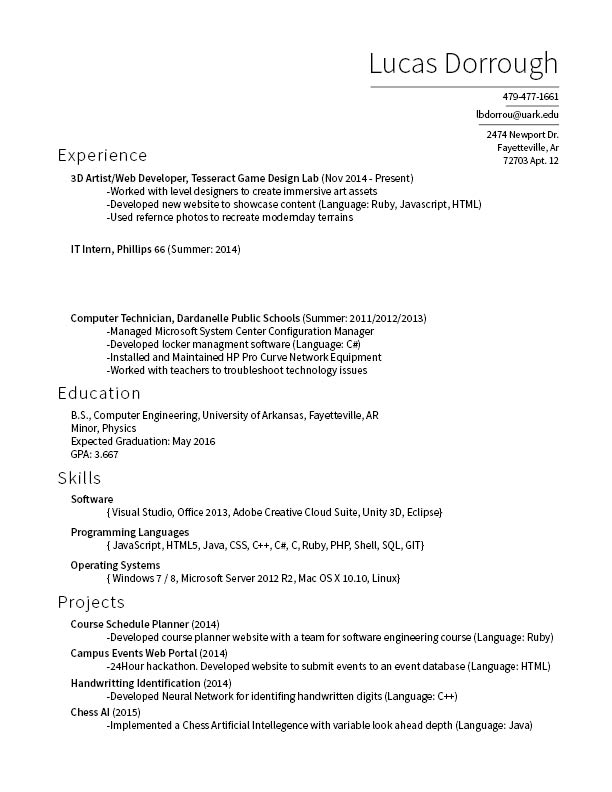 Lucas Dorrough
479-477-1661
lbdorrou@uark.edu
2474 Newport Dr.
Fayetteville, Ar
72703 Apt. 12
Experience
3D Artist/Web Developer, Tesseract Game Design Lab (Nov 2014 - Present)
-Worked with level designers to create immersive art assets
-Developed new website to showcase content (Language: Ruby, Javascript, HTML)
-Used refernce photos to recreate modernday terrains
IT Intern, Phillips 66 (Summer: 2014)
Computer Technician, Dardanelle Public Schools (Summer: 2011/2012/2013)
-Managed Microsoft System Center Configuration Manager
-Developed locker managment software (Language: C#)
-Installed and Maintained HP Pro Curve Network Equipment
-Worked with teachers to troubleshoot technology issues
Education
B.S., Computer Engineering, University of Arkansas, Fayetteville, AR
Minor, Physics
Expected Graduation: May 2016
GPA: 3.667
Skills
Software
{ Visual Studio, Office 2013, Adobe Creative Cloud Suite, Unity 3D, Eclipse}
Programming Languages
{ JavaScript, HTML5, Java, CSS, C++, C#, C, Ruby, PHP, Shell, SQL, GIT}
Operating Systems
{ Windows 7 / 8, Microsoft Server 2012 R2, Mac OS X 10.10, Linux}
Projects
Course Schedule Planner (2014)
-Developed course planner website with a team for software engineering course (Language: Ruby)
Campus Events Web Portal (2014)
-24Hour hackathon. Developed website to submit events to an event database (Language: HTML)
Handwritting Identification (2014)
-Developed Neural Network for identifing handwritten digits (Language: C++)
Chess AI (2015)
-Implemented a Chess Artificial Intellegence with variable look ahead depth (Language: Java)